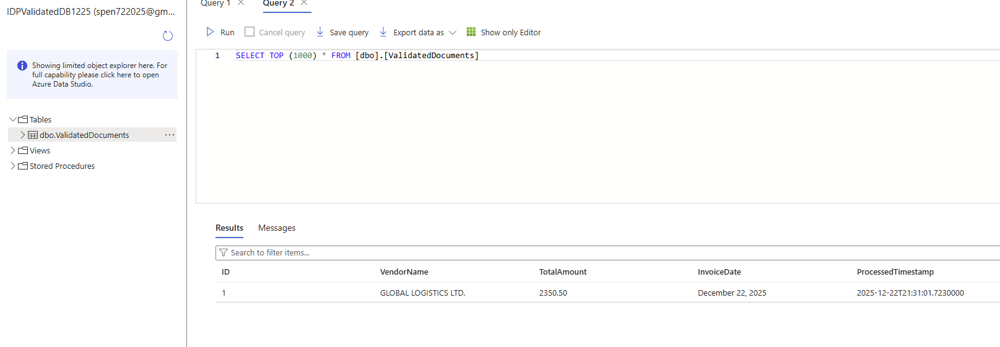 IDPValidatedDB1225 (spen722025@gm...
Showing limited object explorer here. For
full capability please click here to open
Azure Data Studio.
Tables
dbo.ValidatedDocuments
Views
Stored Procedures
Query 1
Query 2
Run
Cancel query
Save query
Export data as
Show only Editor
1 SELECT TOP (1000) * FROM [dbo].[ValidatedDocuments]
Results Messages
Search to filter items...
ID VendorName TotalAmount InvoiceDate ProcessedTimestamp
1 GLOBAL LOGISTICS LTD. 2350.50 December 22, 2025 2025-12-22T21:31:01.7230000